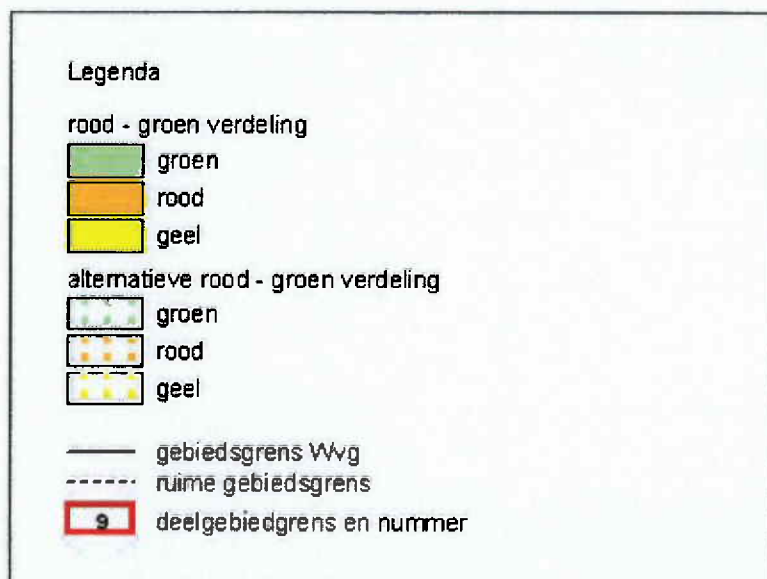 Legenda
rood - groen verdeling
groen
rood
geel
alternatieve rood - groen verdeling
groen
rood
geel
gebiedsgrens Wvg
ruime gebiedsgrens
9 deelgebiedgrens en nummer